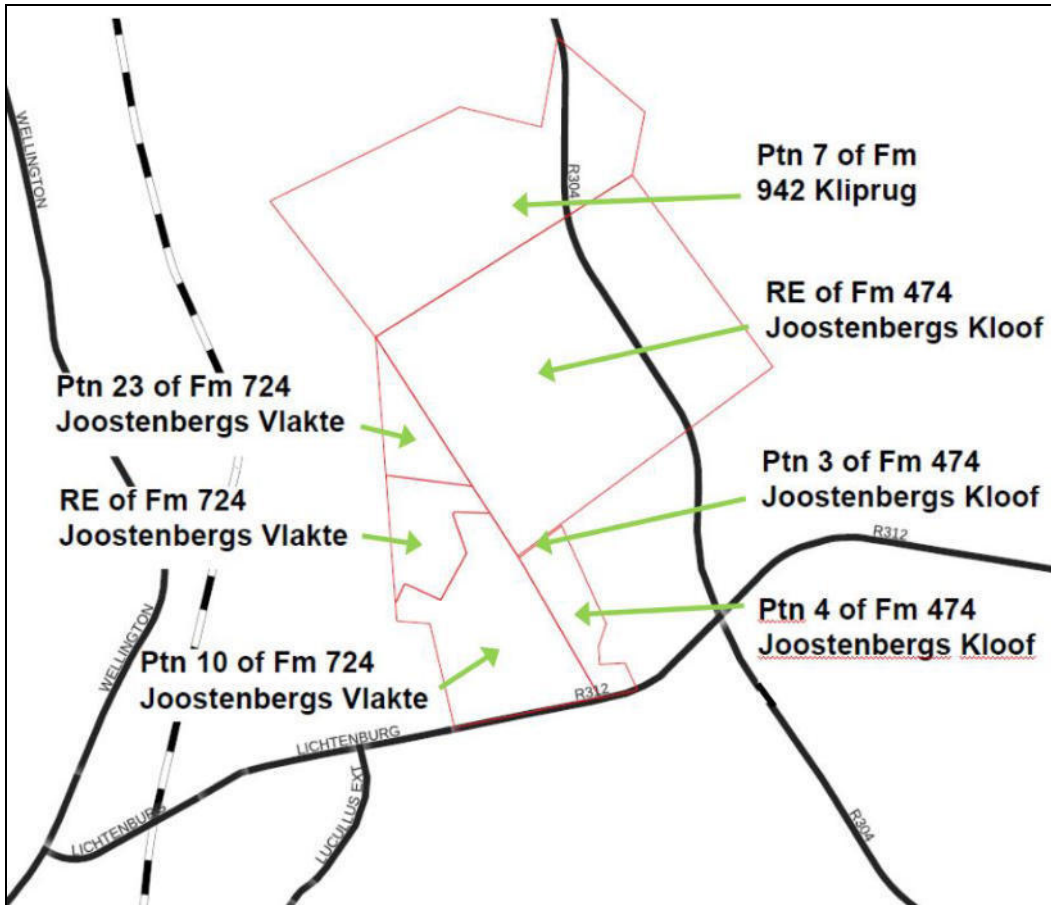 WELLINGTON
R304
Ptn 7 of Fm
942 Kliprug
RE of Fm 474
Joostenbergs Kloof
Ptn 23 of Fm 724
Joostenbergs Vlakte
Ptn 3 of Fm 474
Joostenbergs Kloof
RE of Fm 724
Joostenbergs Vlakte
R312
Ptn 4 of Fm 474
Joostenbergs Kloof
WELLINGTON
Ptn 10 of Fm 724
Joostenbergs Vlakte
R312
LICHTENBURG
LICHTENBURG
LUCULLUS EXT
R304